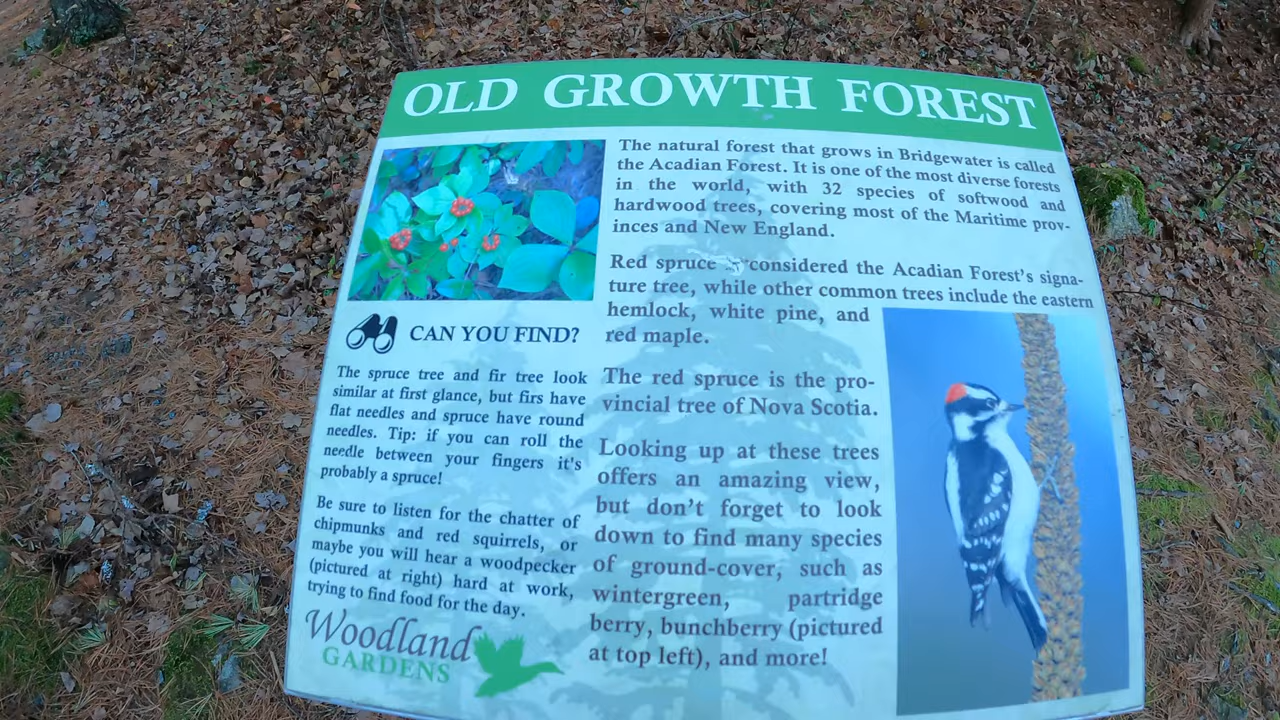 OLD GROWTH FOREST
The natural forest that grows in Bridgewater is called
the Acadian Forest. It is one of the most diverse forests
in the world, with 32 species of softwood and
hardwood trees, covering most of the Maritime prov-
inces and New England.
Red spruce considered the Acadian Forest's signa-
ture tree, while other common trees include the eastern
hemlock, white pine, and
red maple.
The red spruce is the pro-
vincial tree of Nova Scotia.
Looking up at these trees
offers an amazing view,
but don't forget to look
down to find many species
of ground-cover, such as
wintergreen, partridge
berry, bunchberry (pictured
at top left), and more!
CAN YOU FIND?
The spruce tree and fir tree look
similar at first glance, but firs have
flat needles and spruce have round
needles. Tip: if you can roll the
needle between your fingers it's
probably a spruce!
Be sure to listen for the chatter of
chipmunks and red squirrels, or
maybe you will hear a woodpecker
(pictured at right) hard at work,
trying to find food for the day.
Woodland
GARDENS